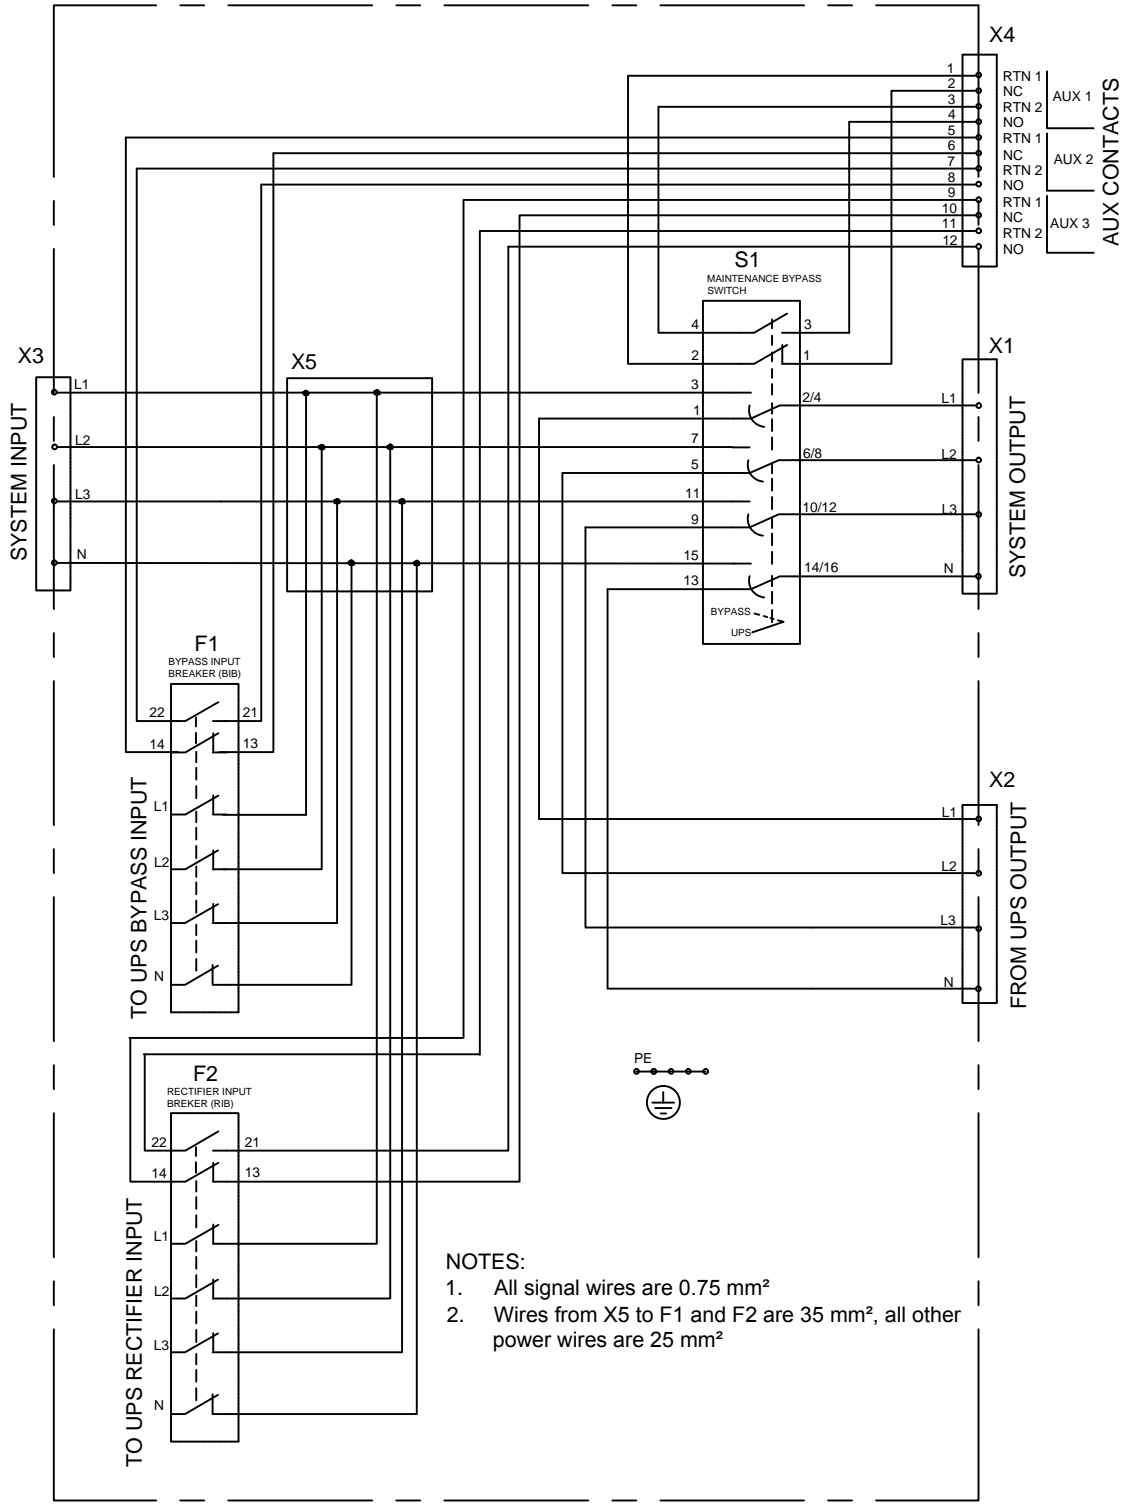 X4
1
2
3
4
5
6
7
8
9
10
11
12
RTN 1
NC
RTN 2
NO
RTN 1
NC
RTN 2
NO
RTN 1
NC
RTN 2
NO
AUX 1
AUX 2
AUX 3
AUX CONTACTS
S1
MAINTENANCE BYPASS
SWITCH
4
3
2
1
3
1
2/4
7
5
6/8
11
9
10/12
15
13
14/16
BYPASS
UPS
X3
SYSTEM INPUT
L1
L2
L3
N
X5
X1
L1
L2
L3
N
SYSTEM OUTPUT
F1
BYPASS INPUT
BREAKER (BIB)
22
21
14
13
L1
L2
L3
N
TO UPS BYPASS INPUT
X2
L1
L2
L3
N
FROM UPS OUTPUT
PE
F2
RECTIFIER INPUT
BREKER (RIB)
22
21
14
13
L1
L2
L3
N
TO UPS RECTIFIER INPUT
NOTES:
1. All signal wires are 0.75 mm²
2. Wires from X5 to F1 and F2 are 35 mm², all other
power wires are 25 mm²